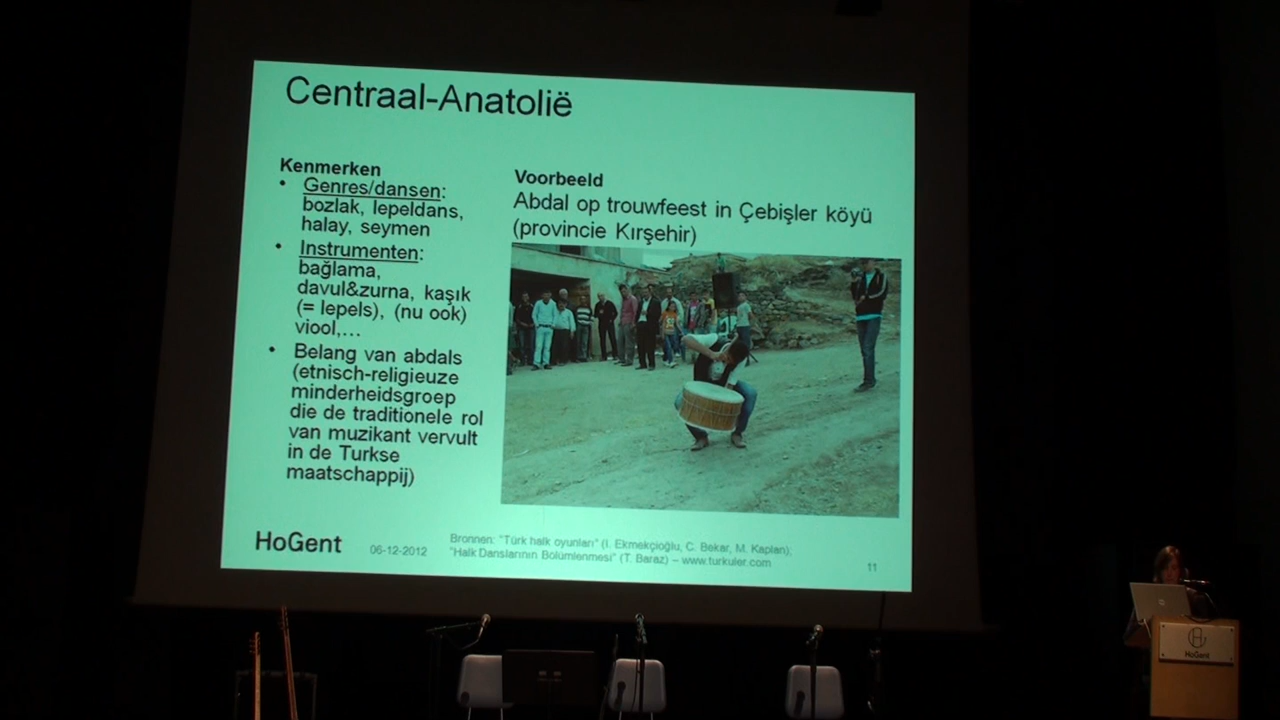 Centraal-Anatolië
Kenmerken
• Genres/dansen:
bozlak, lepeldans,
halay, seymen
• Instrumenten:
bağlama,
davul&zurna, kaşık
(= lepels), (nu ook)
viool,…
• Belang van abdals
(etnisch-religieuze
minderheidsgroep
die de traditionele rol
van muzikant vervult
in de Turkse
maatschappij)
Voorbeeld
Abdal op trouwfeest in Çebişler köyü
(provincie Kırşehir)
HoGent
06-12-2012
Bronnen: "Türk halk oyunları" (I. Ekmekçioğlu, C. Bekar, M. Kaplan);
"Halk Danslarının Bölümlenmesi" (T. Baraz) – www.turkuler.com
11
HoGent